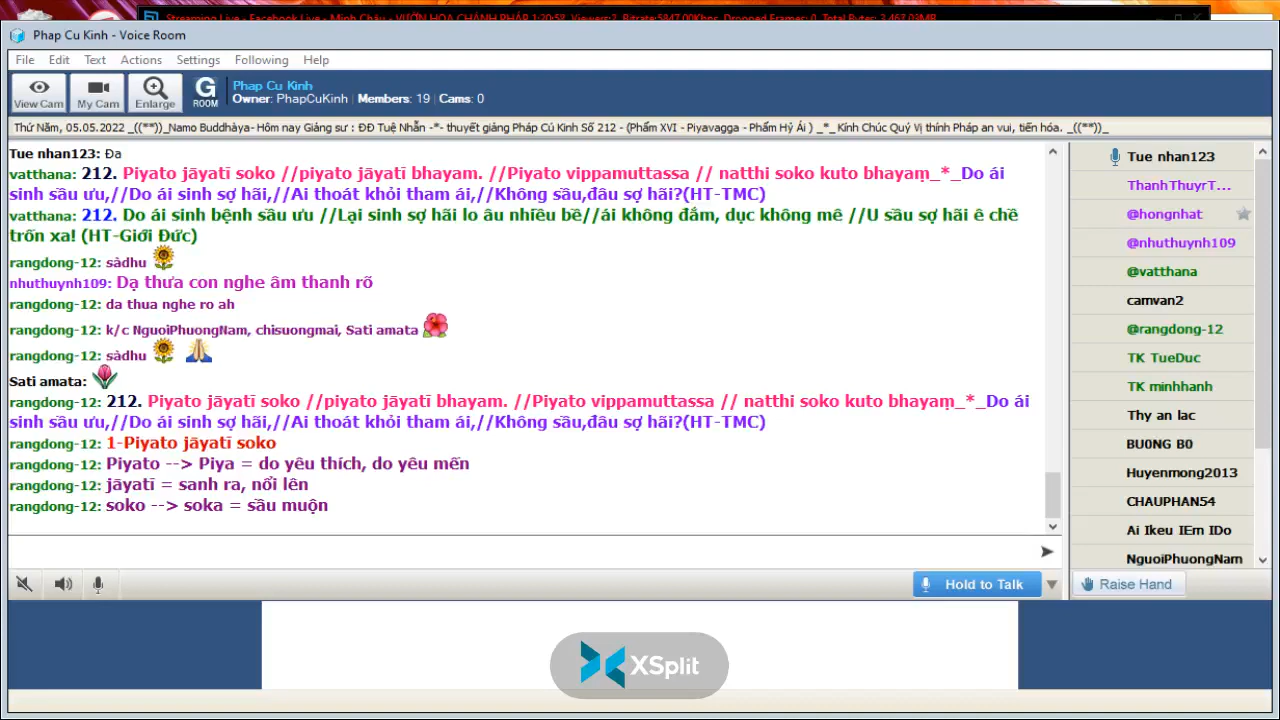 Streaming Live - Facebook Live - Minh Châu - VƯỜN HOA CHÁNH PHÁP 1:20:52, Viewers:2, Bitrate:5847.00Kbps, Dropped Frames: 0, Total Bytes: 3,467.09MB
Phap Cu Kinh - Voice Room
File Edit Text Actions Settings Following Help
View Cam My Cam Enlarge G ROOM
Phap Cu Kinh
Owner: PhapCuKinh | Members: 19 | Cams: 0
Thứ Năm, 05.05.2022 _((**))_Namo Buddhàya- Hôm nay Giảng sư : ĐĐ Tuệ Nhẫn -*- thuyết giảng Pháp Cú Kinh Số 212 - (Phẩm XVI - Piyavagga - Phẩm Hỷ Ái ) _*_ Kính Chúc Quý Vị thính Pháp an vui, tiến hóa. _((**))_
Tue nhan123: Đa
vatthana: 212. Piyato jāyatī soko //piyato jāyatī bhayam. //Piyato vippamuttassa // natthi soko kuto bhayaṃ_*_Do ái
sinh sầu ưu,//Do ái sinh sợ hãi,//Ai thoát khỏi tham ái,//Không sầu,đâu sợ hãi?(HT-TMC)
vatthana: 212. Do ái sinh bệnh sầu ưu //Lại sinh sợ hãi lo âu nhiều bề//ái không đắm, dục không mê //U sầu sợ hãi ê chề
trốn xa! (HT-Giới Đức)
rangdong-12: sàdhu
nhuthuynh109: Dạ thưa con nghe âm thanh rõ
rangdong-12: da thua nghe ro ah
rangdong-12: k/c NguoiPhuongNam, chisuongmai, Sati amata
rangdong-12: sàdhu
Sati amata:
rangdong-12: 212. Piyato jāyatī soko //piyato jāyatī bhayam. //Piyato vippamuttassa // natthi soko kuto bhayaṃ_*_Do ái
sinh sầu ưu,//Do ái sinh sợ hãi,//Ai thoát khỏi tham ái,//Không sầu,đâu sợ hãi?(HT-TMC)
rangdong-12: 1-Piyato jāyatī soko
rangdong-12: Piyato --> Piya = do yêu thích, do yêu mến
rangdong-12: jāyatī = sanh ra, nổi lên
rangdong-12: soko --> soka = sầu muộn
Hold to Talk
Tue nhan123
ThanhThuyrT...
@hongnhat
@nhuthuynh109
@vatthana
camvan2
@rangdong-12
TK TueDuc
TK minhhanh
Thy an lac
BU0NG B0
Huyenmong2013
CHAUPHAN54
Ai Ikeu IEm IDo
NguoiPhuongNam
Raise Hand
XSplit